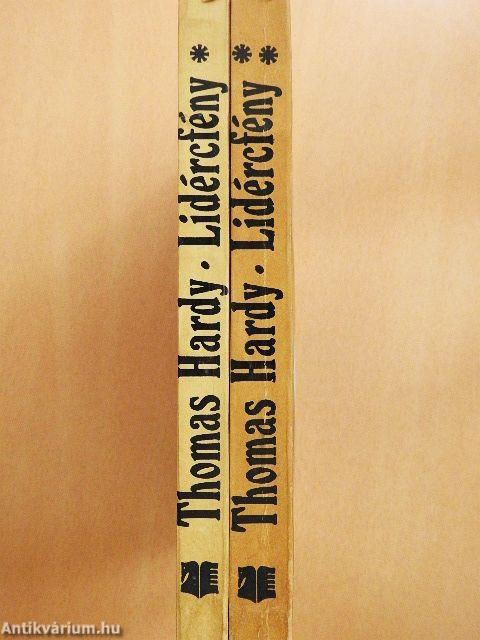 Thomas Hardy · Lidércfény *
Thomas Hardy · Lidércfény **
Antikvárium.hu